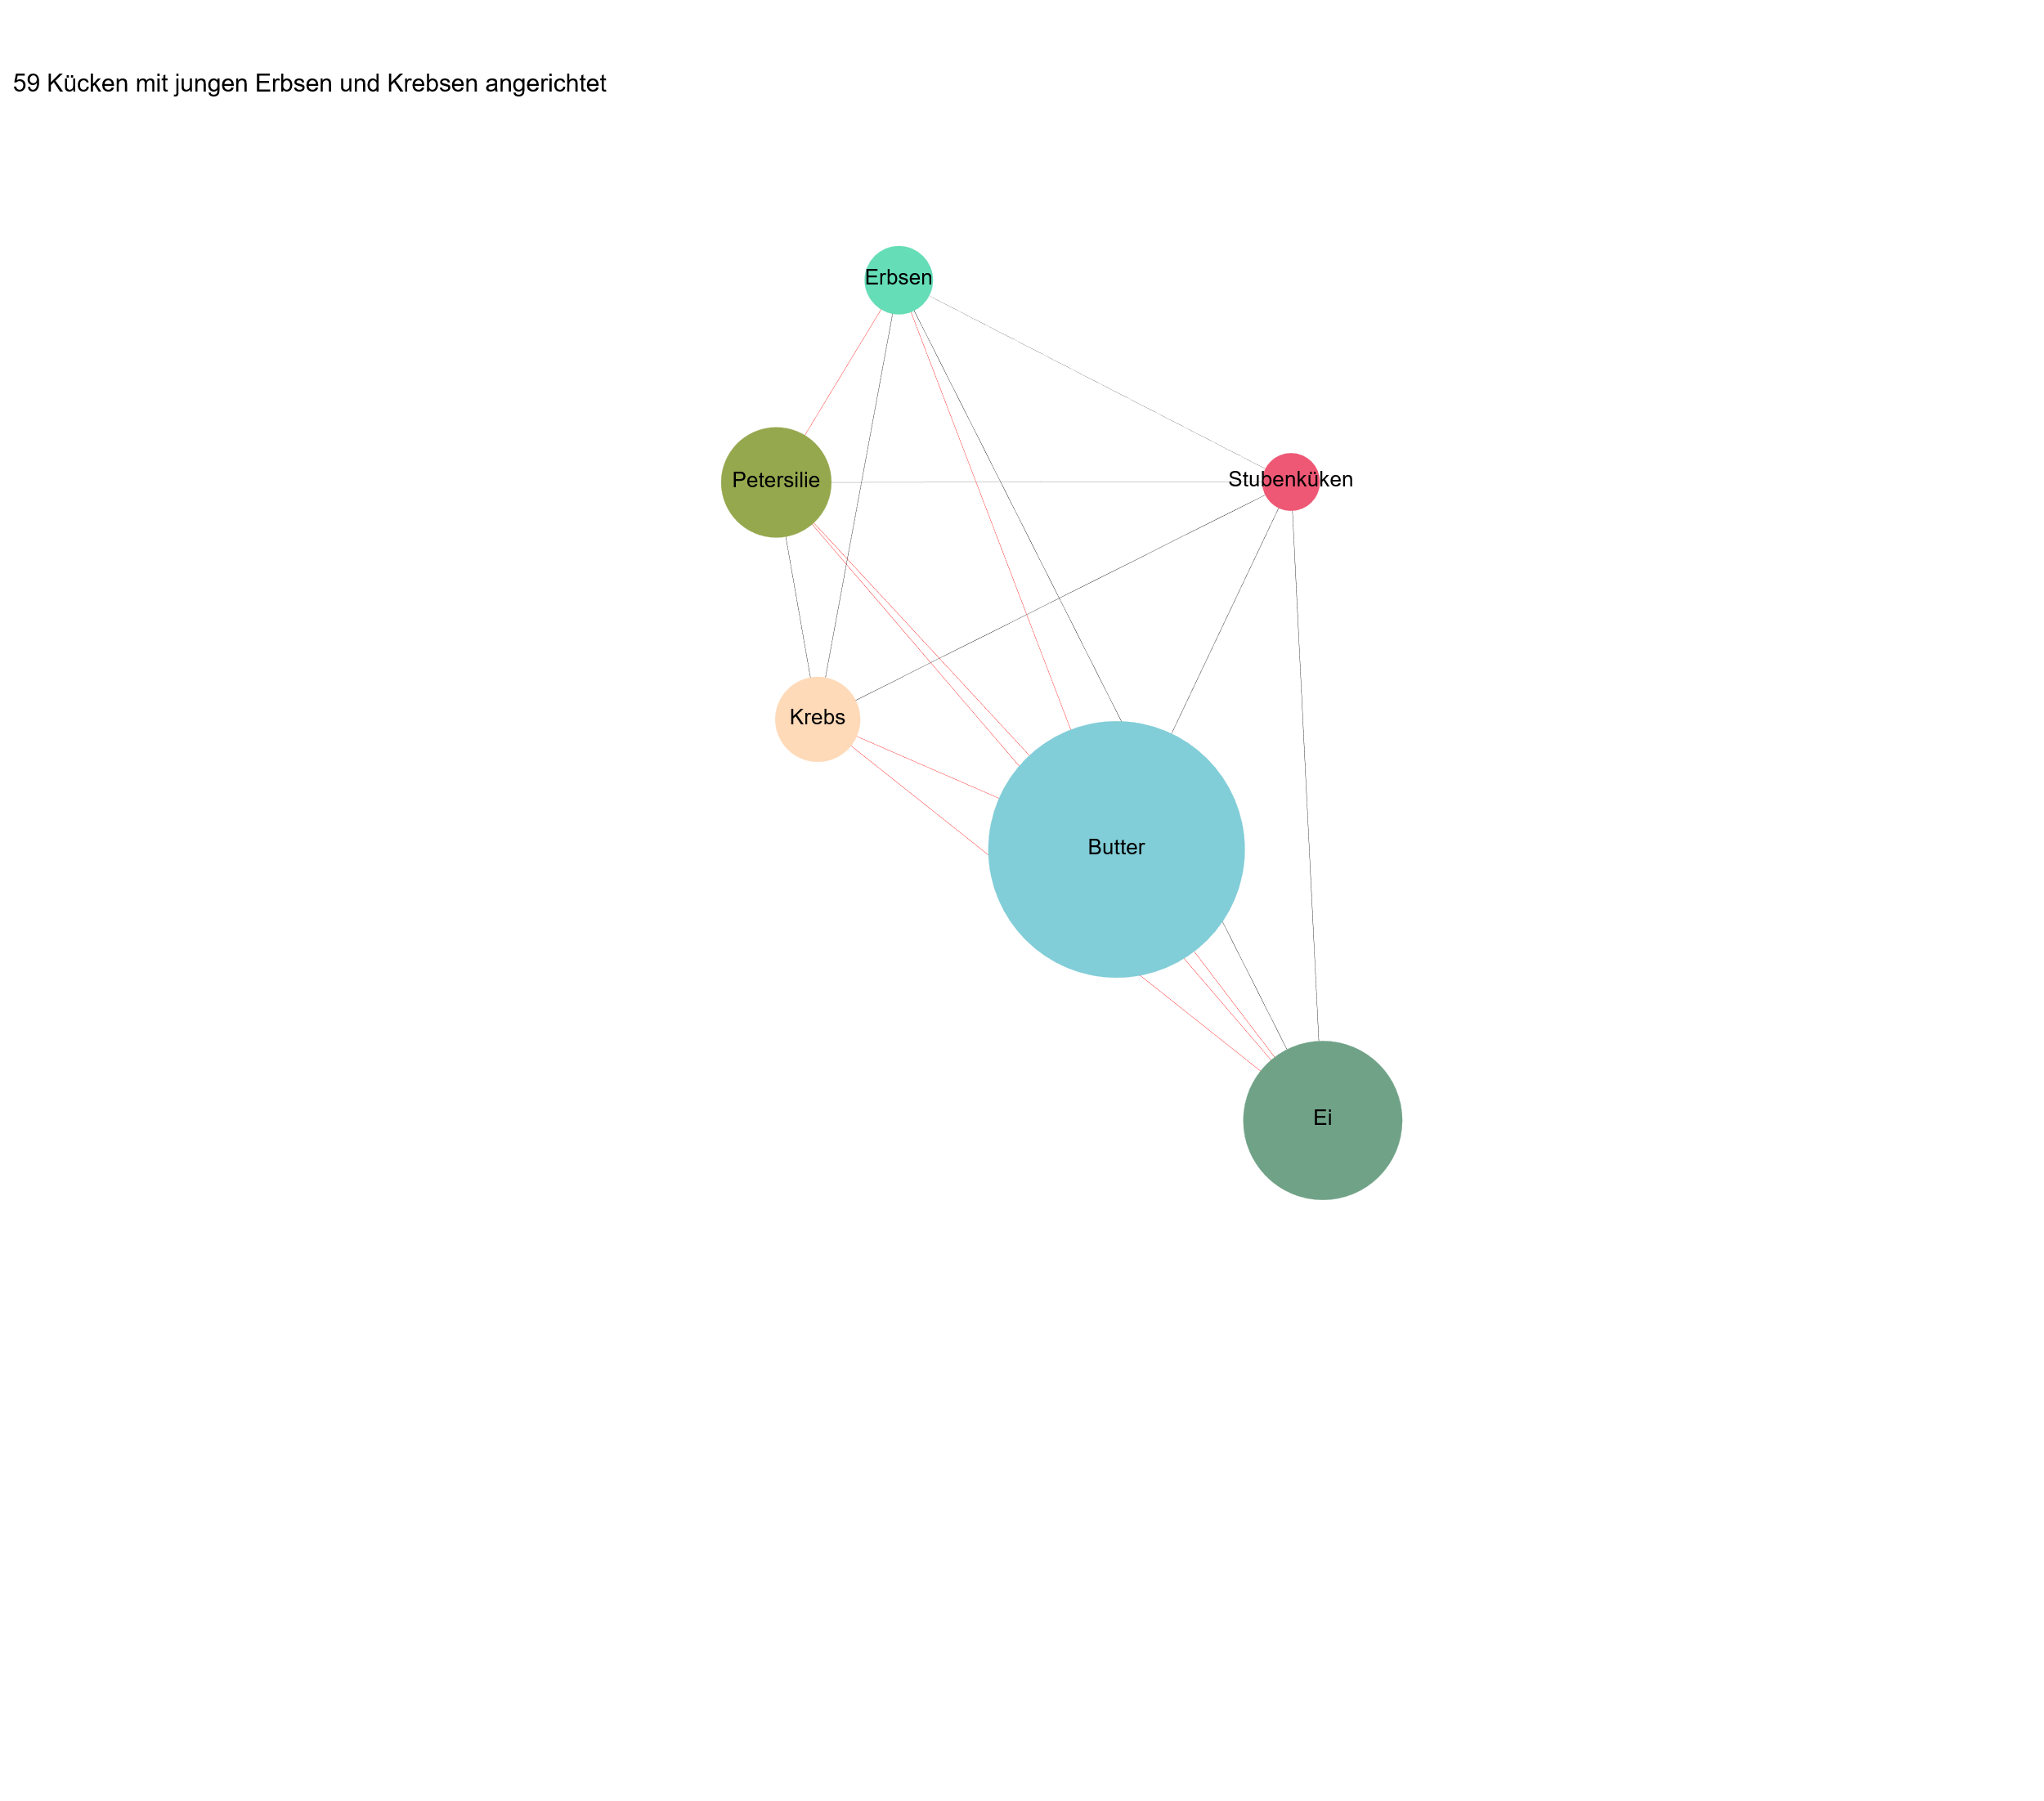 59 Kücken mit jungen Erbsen und Krebsen angerichtet
Erbsen
Petersilie
Stubenküken
Krebs
Butter
Ei